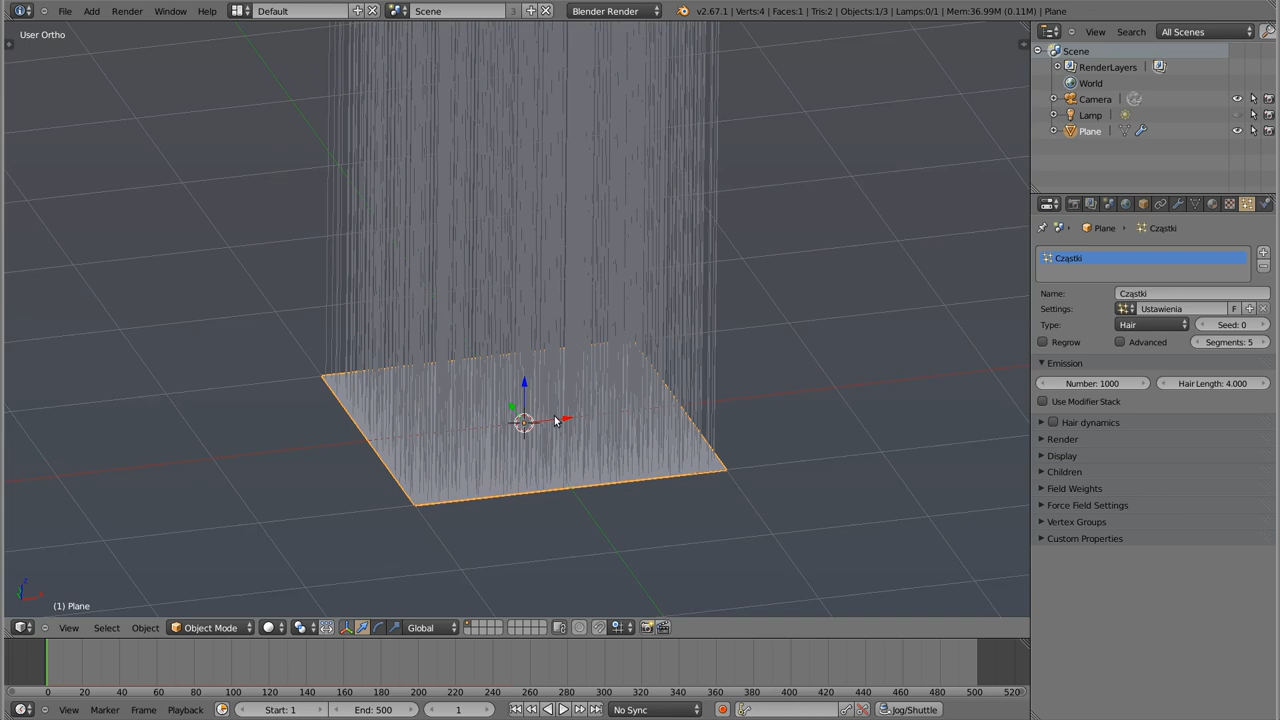 File Add Render Window Help Default Scene 3 Blender Render v2.67.1 | Verts:4 | Faces:1 | Tris:2 | Objects:1/3 | Lamps:0/1 | Mem:36.99M (0.11M) | Plane
User Ortho
View Search All Scenes
Scene
RenderLayers
World
Camera
Lamp
Plane
Plane Cząstki
Cząstki
Name: Cząstki
Settings: Ustawienia F
Type: Hair Seed: 0
Regrow Advanced Segments: 5
Emission
Number: 1000 Hair Length: 4.000
Use Modifier Stack
Hair dynamics
Render
Display
Children
Field Weights
Force Field Settings
Vertex Groups
Custom Properties
(1) Plane
View Select Object Object Mode Global
0 20 40 60 80 100 120 140 160 180 200 220 240 260 280 300 320 340 360 380 400 420 440 460 480 500 520
View Marker Frame Playback Start: 1 End: 500 1 No Sync Jog/Shuttle